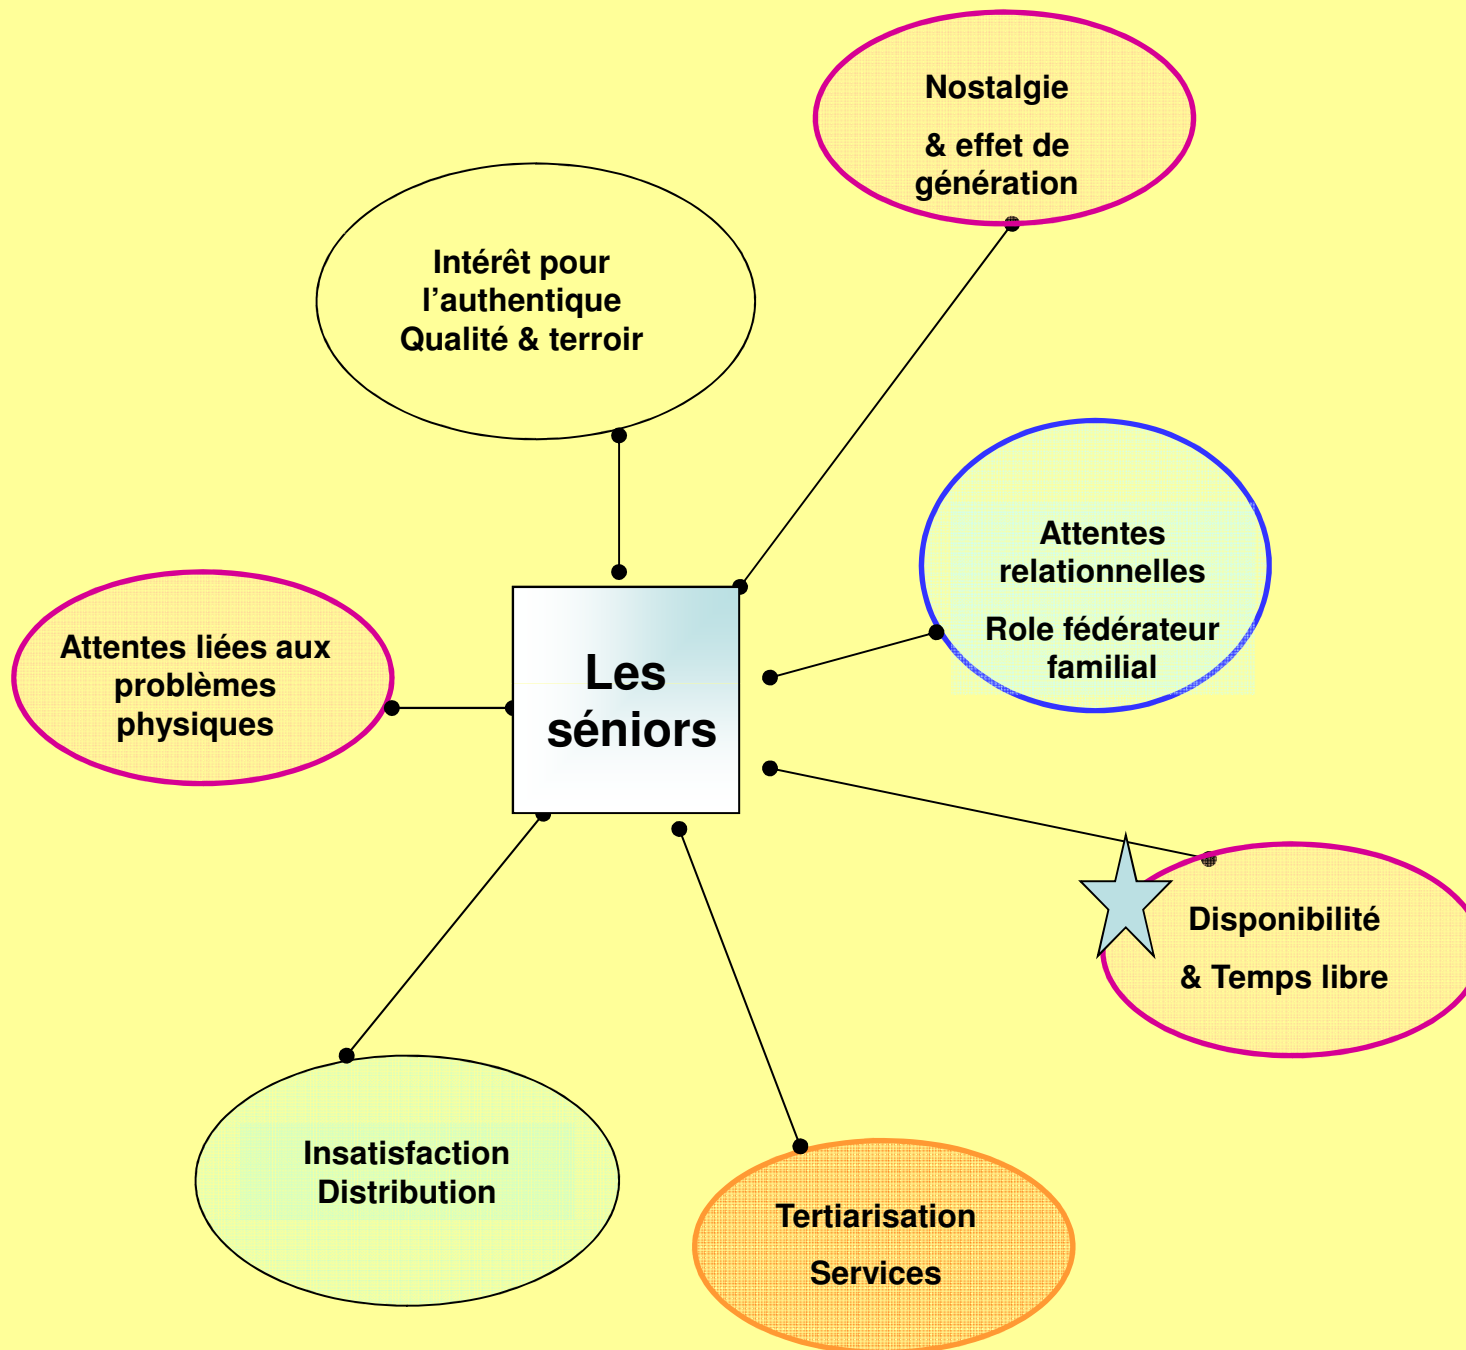 Nostalgie
& effet de
génération
Intérêt pour
l’authentique
Qualité & terroir
Attentes
relationnelles
Role fédérateur
familial
Attentes liées aux
problèmes
physiques
Les
séniors
Disponibilité
& Temps libre
Insatisfaction
Distribution
Tertiarisation
Services